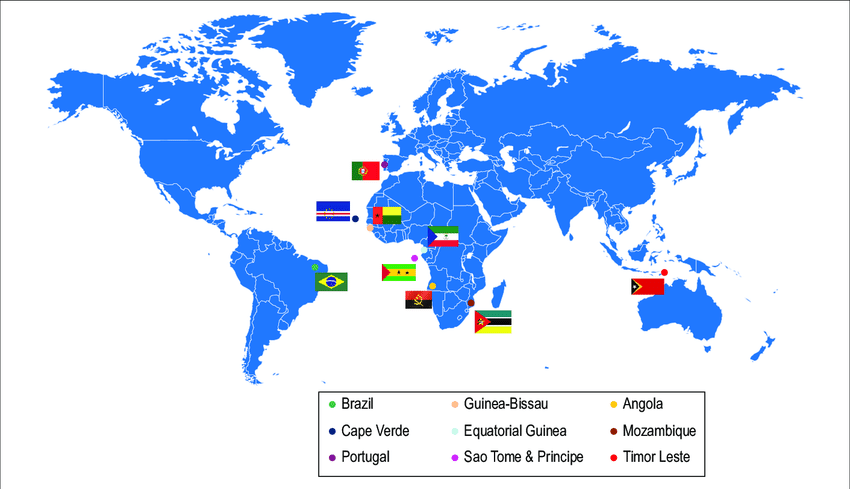 Brazil
Guinea-Bissau
Angola
Cape Verde
Equatorial Guinea
Mozambique
Portugal
Sao Tome & Principe
Timor Leste